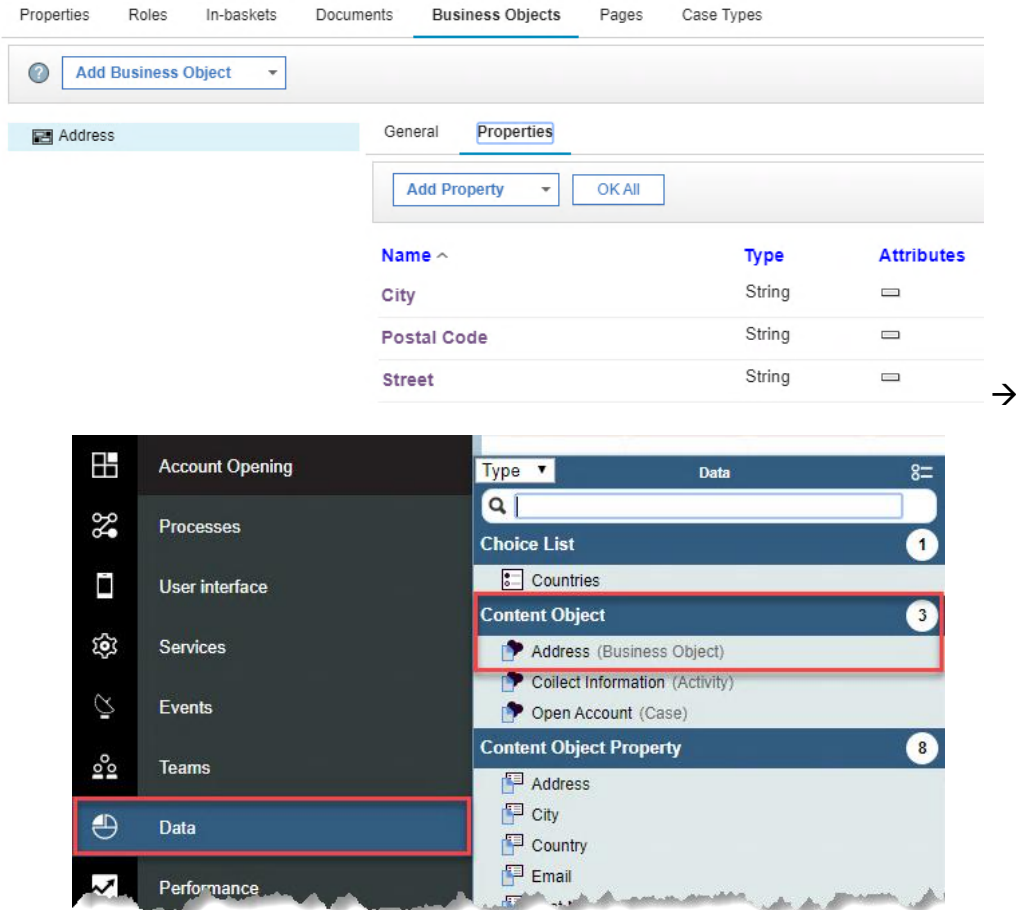 Properties Roles In-baskets Documents Business Objects Pages Case Types
? Add Business Object
Address
General Properties
Add Property OK All
Name Type Attributes
City String
Postal Code String
Street String
→
Account Opening
Processes
User interface
Services
Events
Teams
Data
Performance
Type Data
Choice List 1
Countries
Content Object 3
Address (Business Object)
Collect Information (Activity)
Open Account (Case)
Content Object Property 8
Address
City
Country
Email